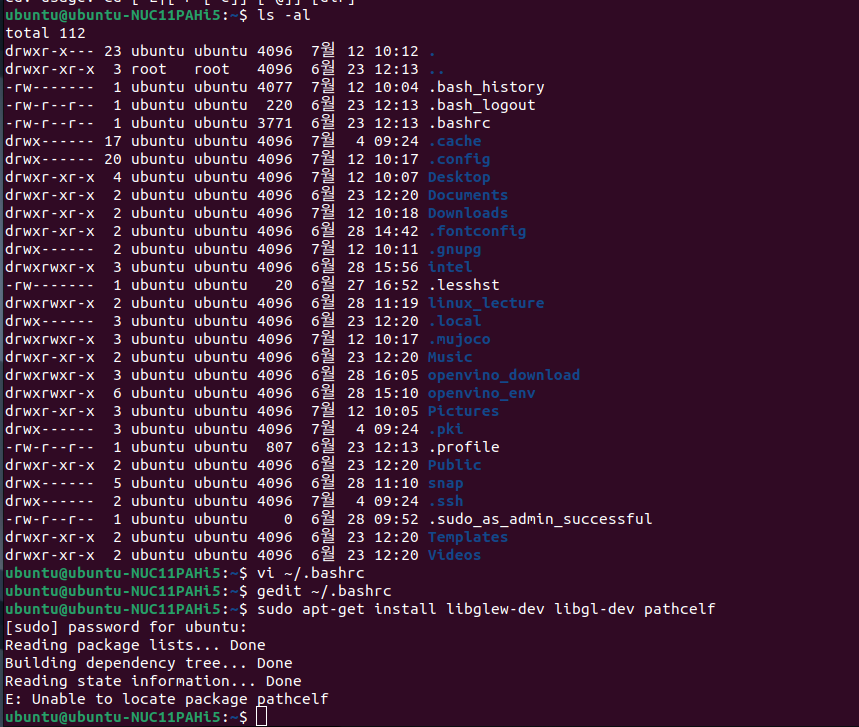 ubuntu@ubuntu-NUC11PAHi5:~$ ls -al
total 112
drwxr-x--- 23 ubuntu ubuntu 4096  7월 12 10:12 .
drwxr-xr-x  3 root   root   4096  6월 23 12:13 ..
-rw-------  1 ubuntu ubuntu 4077  7월 12 10:04 .bash_history
-rw-r--r--  1 ubuntu ubuntu  220  6월 23 12:13 .bash_logout
-rw-r--r--  1 ubuntu ubuntu 3771  6월 23 12:13 .bashrc
drwx------ 17 ubuntu ubuntu 4096  7월  4 09:24 .cache
drwx------ 20 ubuntu ubuntu 4096  7월 12 10:17 .config
drwxr-xr-x  4 ubuntu ubuntu 4096  7월 12 10:07 Desktop
drwxr-xr-x  2 ubuntu ubuntu 4096  6월 23 12:20 Documents
drwxr-xr-x  2 ubuntu ubuntu 4096  7월 12 10:18 Downloads
drwxr-xr-x  2 ubuntu ubuntu 4096  6월 28 14:42 .fontconfig
drwx------  2 ubuntu ubuntu 4096  7월 12 10:11 .gnupg
drwxrwxr-x  3 ubuntu ubuntu 4096  6월 28 15:56 intel
-rw-------  1 ubuntu ubuntu   20  6월 27 16:52 .lesshst
drwxrwxr-x  2 ubuntu ubuntu 4096  6월 28 11:19 linux_lecture
drwx------  3 ubuntu ubuntu 4096  6월 23 12:20 .local
drwxrwxr-x  3 ubuntu ubuntu 4096  7월 12 10:17 .mujoco
drwxr-xr-x  2 ubuntu ubuntu 4096  6월 23 12:20 Music
drwxrwxr-x  3 ubuntu ubuntu 4096  6월 28 16:05 openvino_download
drwxrwxr-x  6 ubuntu ubuntu 4096  6월 28 15:10 openvino_env
drwxr-xr-x  3 ubuntu ubuntu 4096  7월 12 10:05 Pictures
drwx------  3 ubuntu ubuntu 4096  7월  4 09:24 .pki
-rw-r--r--  1 ubuntu ubuntu  807  6월 23 12:13 .profile
drwxr-xr-x  2 ubuntu ubuntu 4096  6월 23 12:20 Public
drwx------  5 ubuntu ubuntu 4096  6월 28 11:10 snap
drwx------  2 ubuntu ubuntu 4096  7월  4 09:24 .ssh
-rw-r--r--  1 ubuntu ubuntu    0  6월 28 09:52 .sudo_as_admin_successful
drwxr-xr-x  2 ubuntu ubuntu 4096  6월 23 12:20 Templates
drwxr-xr-x  2 ubuntu ubuntu 4096  6월 23 12:20 Videos
ubuntu@ubuntu-NUC11PAHi5:~$ vi ~/.bashrc
ubuntu@ubuntu-NUC11PAHi5:~$ gedit ~/.bashrc
ubuntu@ubuntu-NUC11PAHi5:~$ sudo apt-get install libglew-dev libgl-dev pathcelf
[sudo] password for ubuntu:
Reading package lists... Done
Building dependency tree... Done
Reading state information... Done
E: Unable to locate package pathcelf
ubuntu@ubuntu-NUC11PAHi5:~$